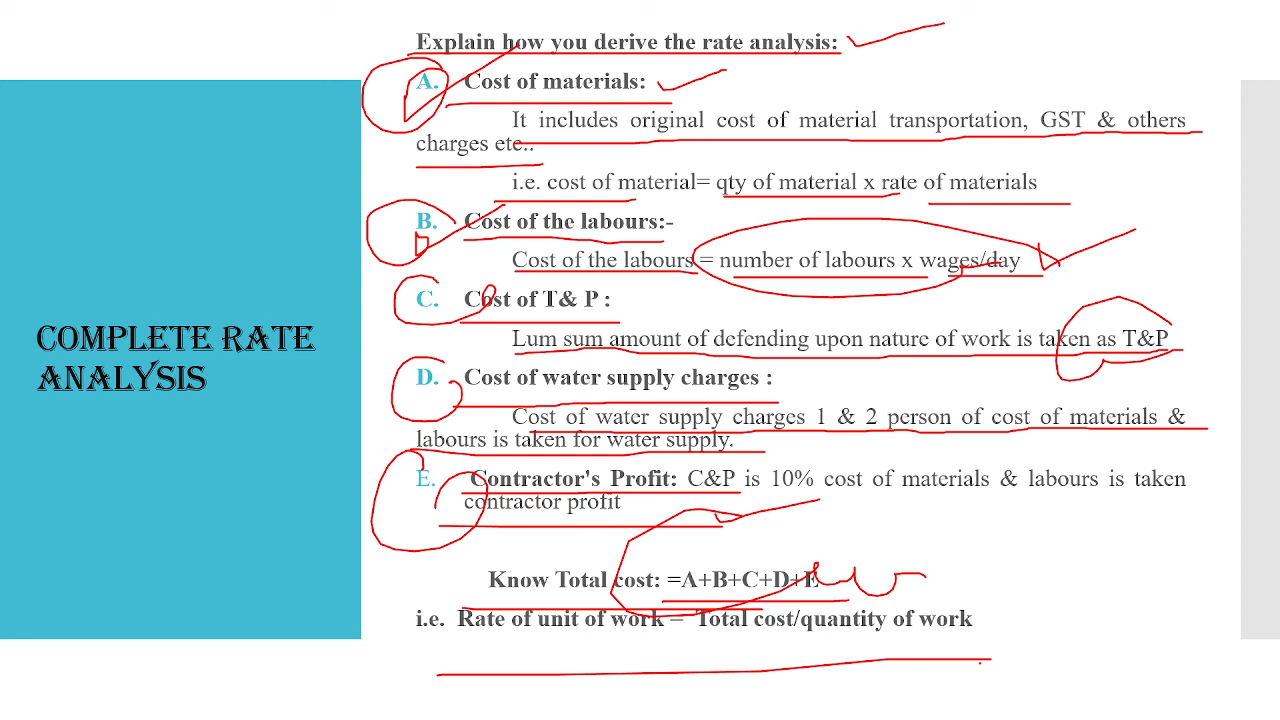 COMPLETE RATE
ANALYSIS
Explain how you derive the rate analysis:
A. Cost of materials:
It includes original cost of material transportation, GST & others
charges etc..
i.e. cost of material= qty of material x rate of materials
B. Cost of the labours:-
Cost of the labours = number of labours x wages/day
C. Cost of T& P :
Lum sum amount of defending upon nature of work is taken as T&P
D. Cost of water supply charges :
Cost of water supply charges 1 & 2 person of cost of materials &
labours is taken for water supply.
E. Contractor's Profit: C&P is 10% cost of materials & labours is taken
contractor profit
Know Total cost: =A+B+C+D+E
i.e. Rate of unit of work = Total cost/quantity of work